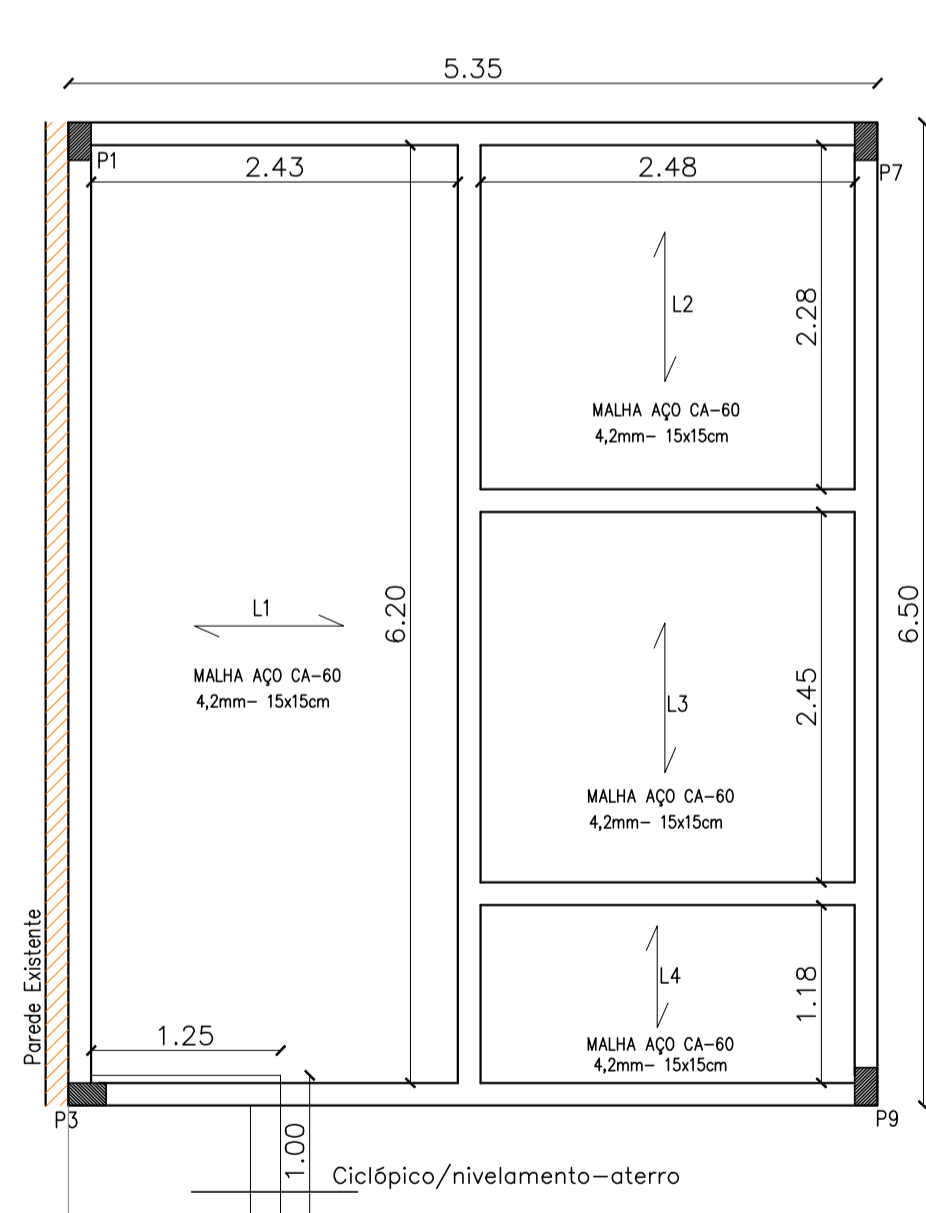 5.35
P1
2.43
2.48
P7
L2
2.28
MALHA AÇO CA-60
4,2mm- 15x15cm
L1
6.20
6.50
MALHA AÇO CA-60
4,2mm- 15x15cm
L3
2.45
MALHA AÇO CA-60
4,2mm- 15x15cm
Parede Existente
L4
1.18
1.25
MALHA AÇO CA-60
4,2mm- 15x15cm
P3
P9
1.00
Ciclópico/nivelamento-aterro